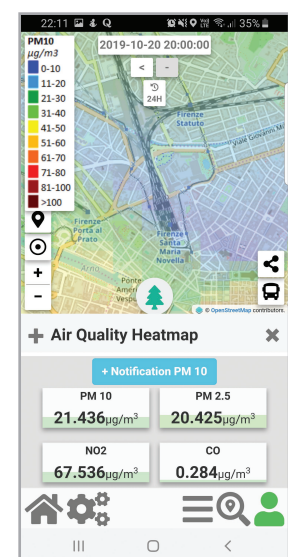 22:11 Q 35%
PM10
µg/m3
0-10
11-20
21-30
31-40
41-50
51-60
61-70
71-80
81-100
>100
2019-10-20 20:00:00
< -
24H
Firenze
Statuto
Viale Giovanni M
Firenze
Porta al
Prato
Firenze
Santa
Maria
Novella
Ponte
Amerigo
Vespu
+
-
© OpenStreetMap contributors.
+ Air Quality Heatmap ×
+ Notification PM 10
PM 10
21.436µg/m³
PM 2.5
20.425µg/m³
NO2
67.536µg/m³
CO
0.284µg/m³